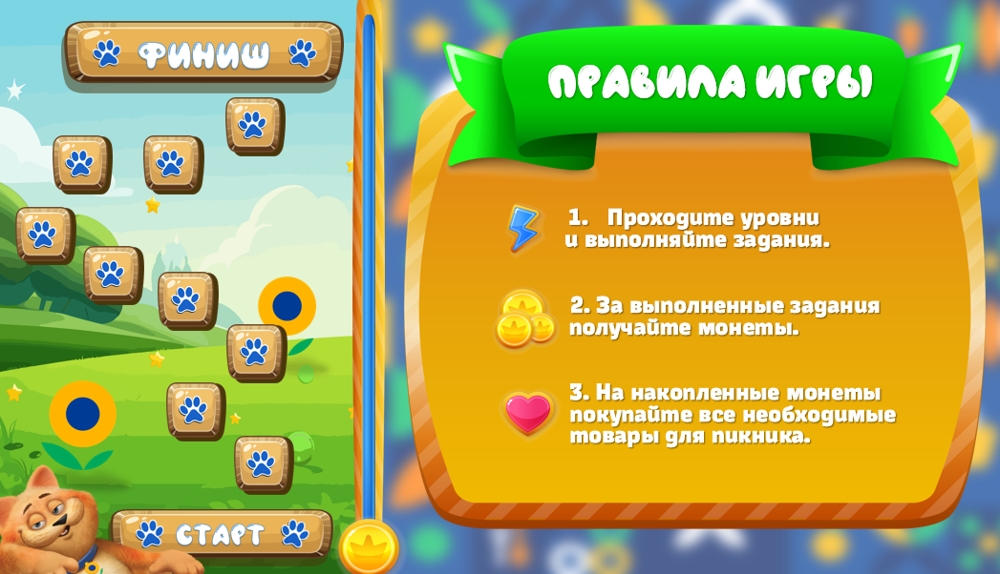 ФИНИШ
СТАРТ
ПРАВИЛА ИГРЫ
1. Проходите уровни
и выполняйте задания.
2. За выполненные задания
получайте монеты.
3. На накопленные монеты
покупайте все необходимые
товары для пикника.